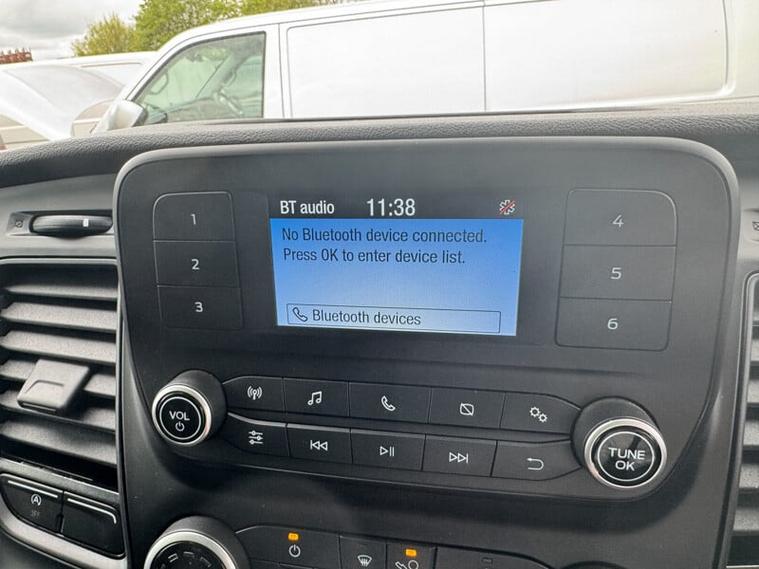 BT audio 11:38
No Bluetooth device connected.
Press OK to enter device list.
Bluetooth devices
1
2
3
4
5
6
VOL
TUNE
OK
A